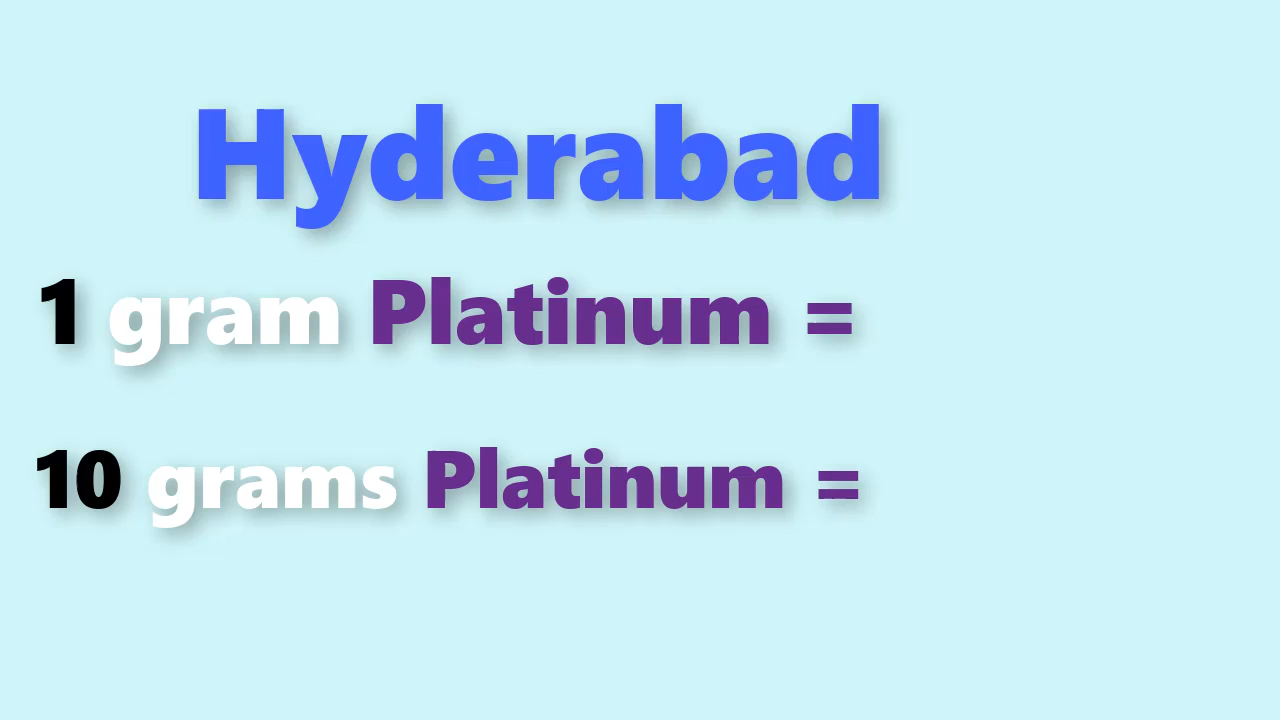 Hyderabad
1 gram Platinum =
10 grams Platinum =